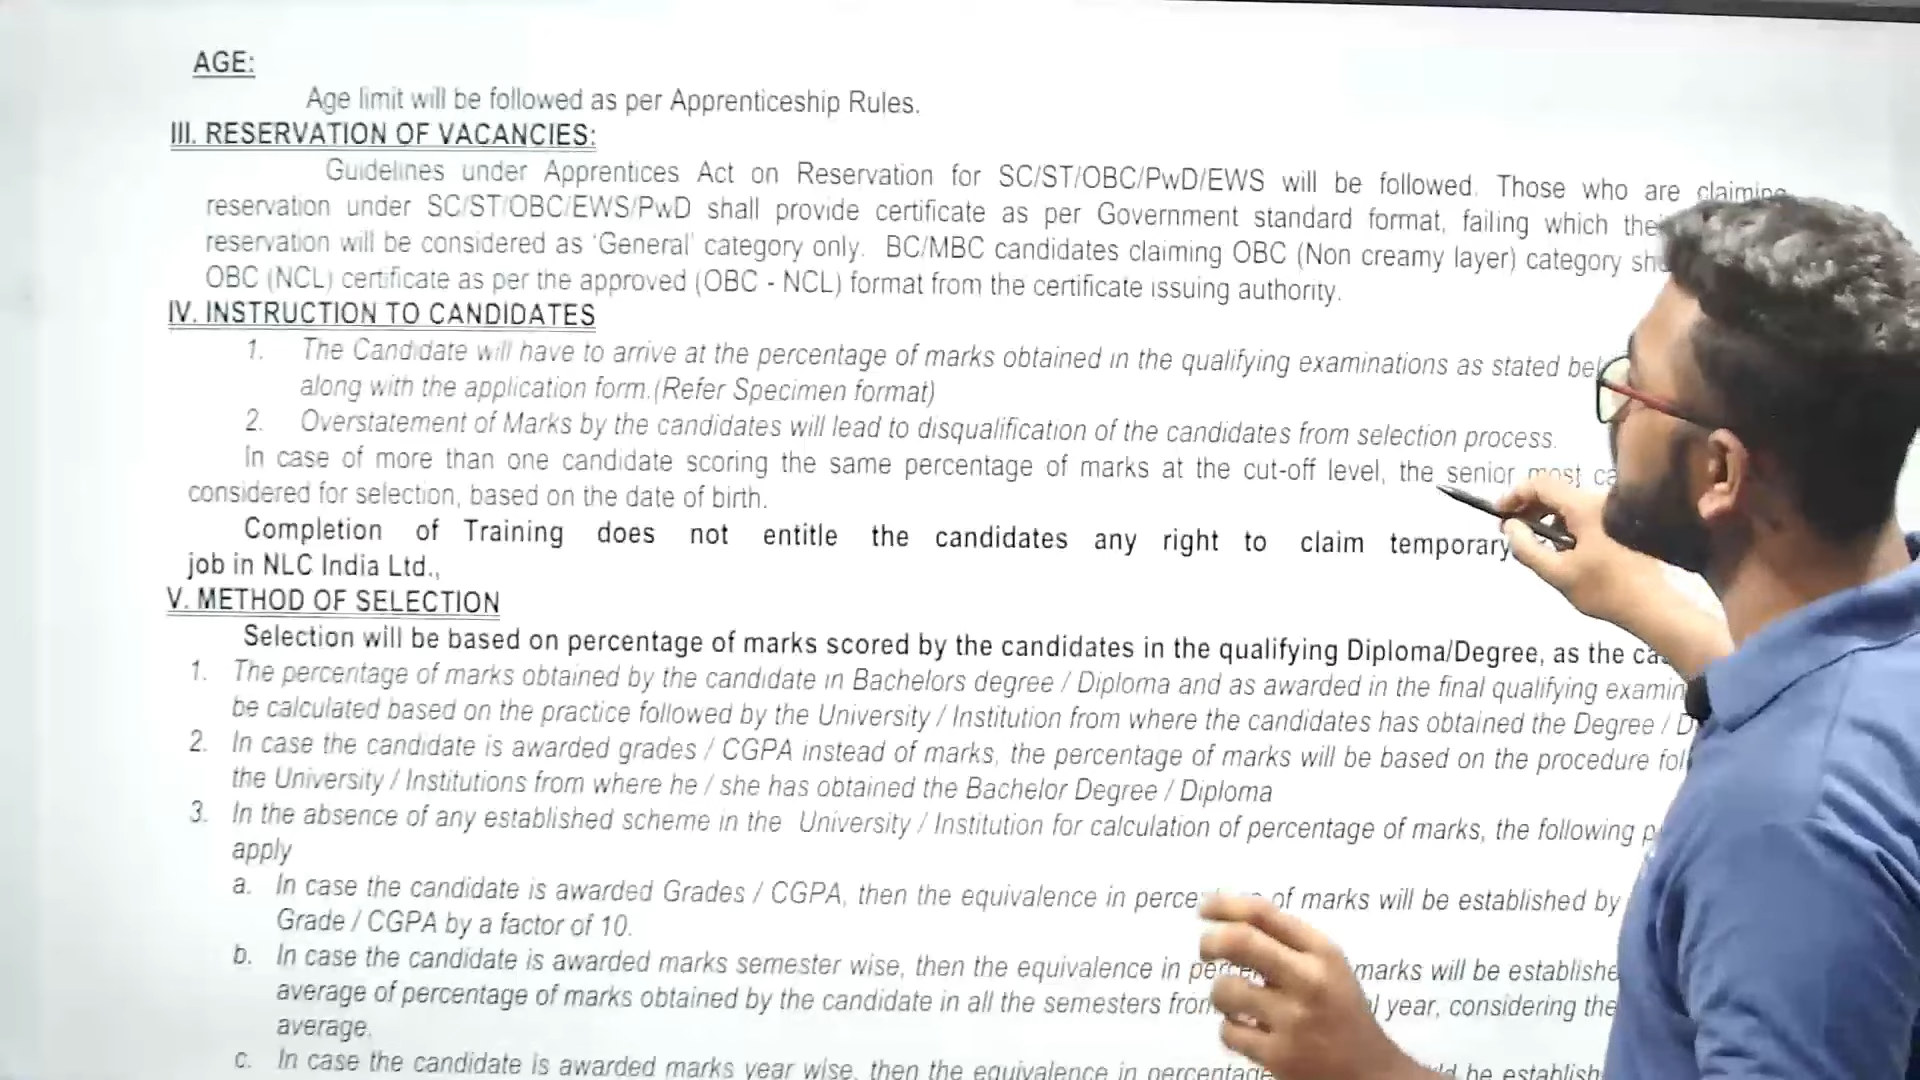 AGE:
Age limit will be followed as per Apprenticeship Rules.
III. RESERVATION OF VACANCIES:
Guidelines under Apprentices Act on Reservation for SC/ST/OBC/PwD/EWS will be followed. Those who are claiming
reservation under SC/ST/OBC/EWS/PwD shall provide certificate as per Government standard format, failing which
reservation will be considered as 'General' category only. BC/MBC candidates claiming OBC (Non creamy layer) category
OBC (NCL) certificate as per the approved (OBC - NCL) format from the certificate issuing authority.
IV. INSTRUCTION TO CANDIDATES
1. The Candidate will have to arrive at the percentage of marks obtained in the qualifying examinations as stated
along with the application form.(Refer Specimen format)
2. Overstatement of Marks by the candidates will lead to disqualification of the candidates from selection process.
In case of more than one candidate scoring the same percentage of marks at the cut-off level, the senior most
considered for selection, based on the date of birth.
Completion of Training does not entitle the candidates any right to claim temporary
job in NLC India Ltd.,
V. METHOD OF SELECTION
Selection will be based on percentage of marks scored by the candidates in the qualifying Diploma/Degree, as the
1. The percentage of marks obtained by the candidate in Bachelors degree / Diploma and as awarded in the final qualifying
be calculated based on the practice followed by the University / Institution from where the candidates has obtained the Degree /
2. In case the candidate is awarded grades / CGPA instead of marks, the percentage of marks will be based on the procedure
the University / Institutions from where he / she has obtained the Bachelor Degree / Diploma
3. In the absence of any established scheme in the University / Institution for calculation of percentage of marks, the following
apply
a. In case the candidate is awarded Grades / CGPA, then the equivalence in of marks will be established by
Grade / CGPA by a factor of 10.
b. In case the candidate is awarded marks semester wise, then the equivalence in marks will be
average of percentage of marks obtained by the candidate in all the semesters year, considering the
average.
c. In case the candidate is awarded marks year wise, then the equivalence in be